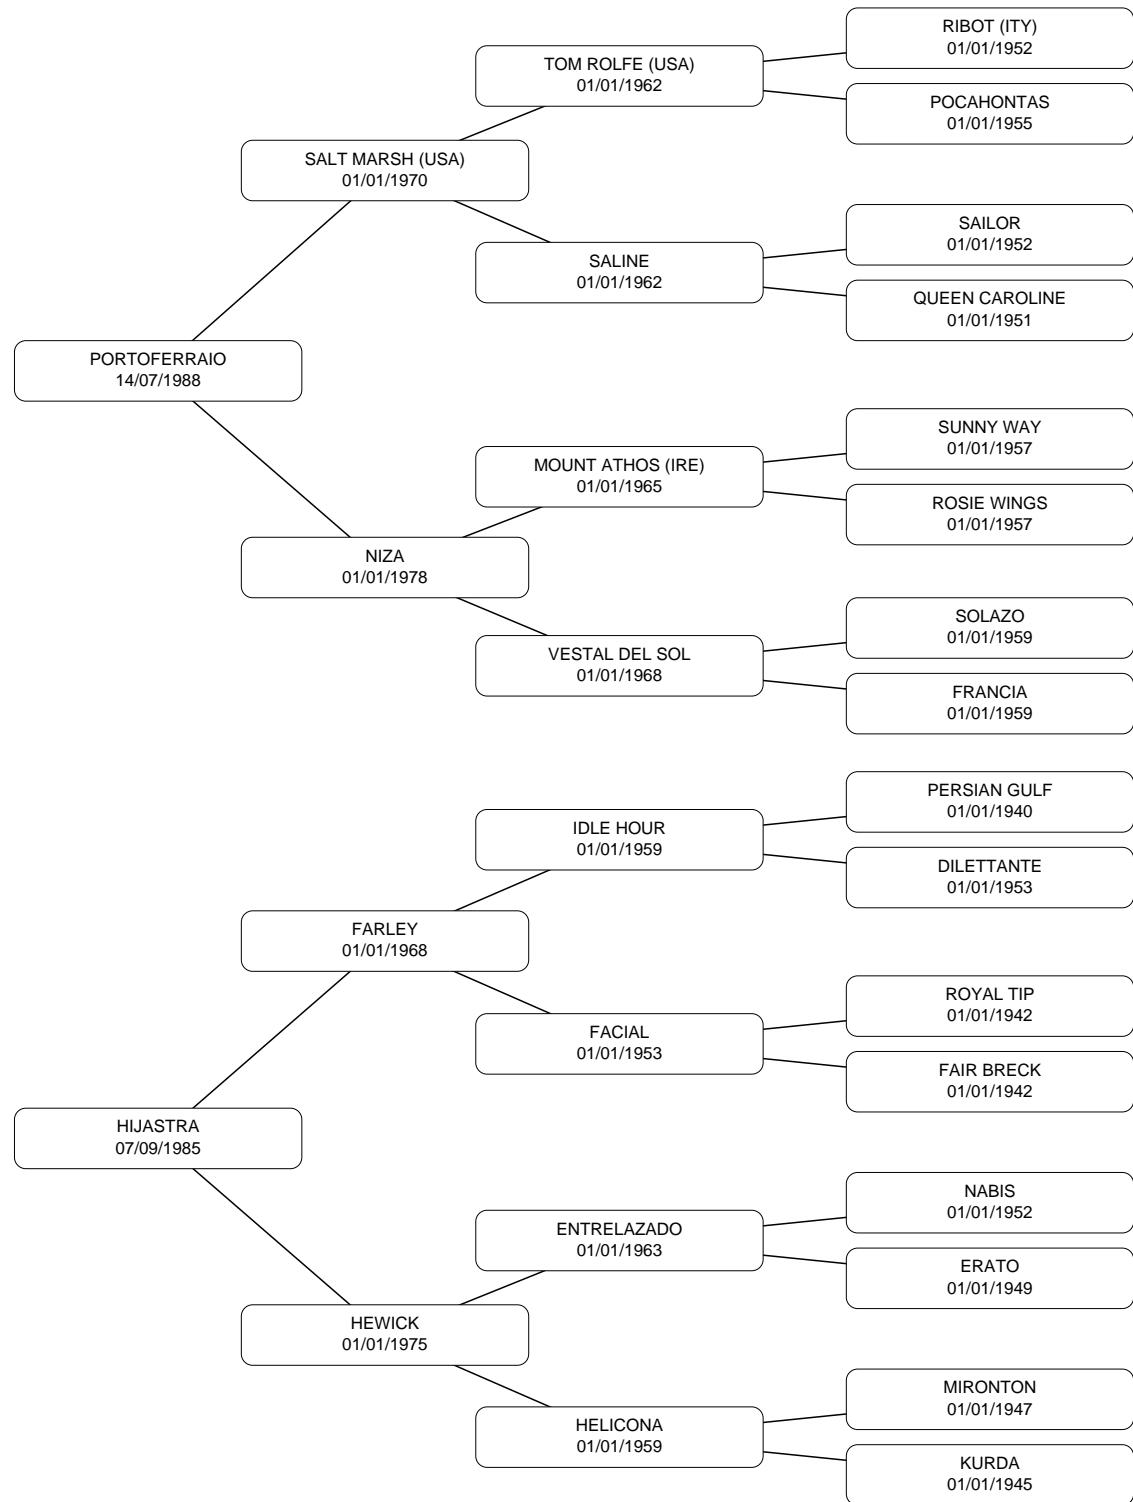 RIBOT (ITY)
01/01/1952
TOM ROLFE (USA)
01/01/1962
POCAHONTAS
01/01/1955
SALT MARSH (USA)
01/01/1970
SAILOR
01/01/1952
SALINE
01/01/1962
QUEEN CAROLINE
01/01/1951
PORTOFERRAIO
14/07/1988
SUNNY WAY
01/01/1957
MOUNT ATHOS (IRE)
01/01/1965
ROSIE WINGS
01/01/1957
NIZA
01/01/1978
SOLAZO
01/01/1959
VESTAL DEL SOL
01/01/1968
FRANCIA
01/01/1959
PERSIAN GULF
01/01/1940
IDLE HOUR
01/01/1959
DILETTANTE
01/01/1953
FARLEY
01/01/1968
ROYAL TIP
01/01/1942
FACIAL
01/01/1953
FAIR BRECK
01/01/1942
HIJASTRA
07/09/1985
NABIS
01/01/1952
ENTRELAZADO
01/01/1963
ERATO
01/01/1949
HEWICK
01/01/1975
MIRONTON
01/01/1947
HELICONA
01/01/1959
KURDA
01/01/1945